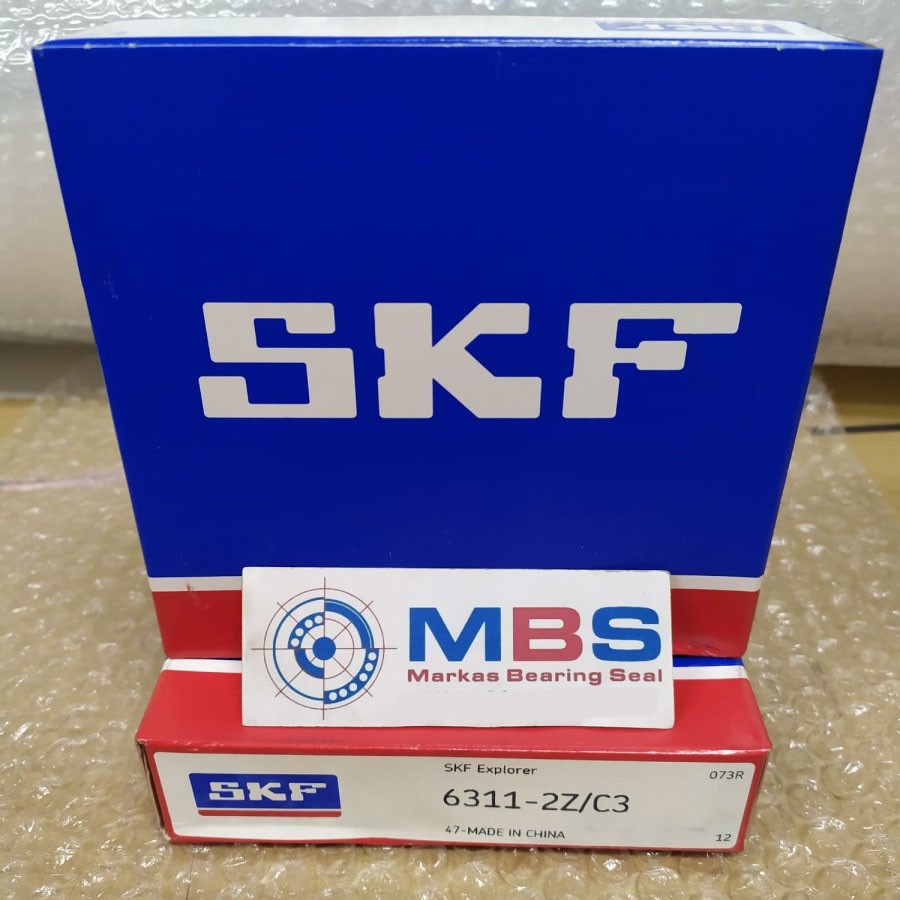 SKF
MBS
Markas Bearing Seal
SKF
SKF Explorer
073R
6311-2Z/C3
47-MADE IN CHINA
12